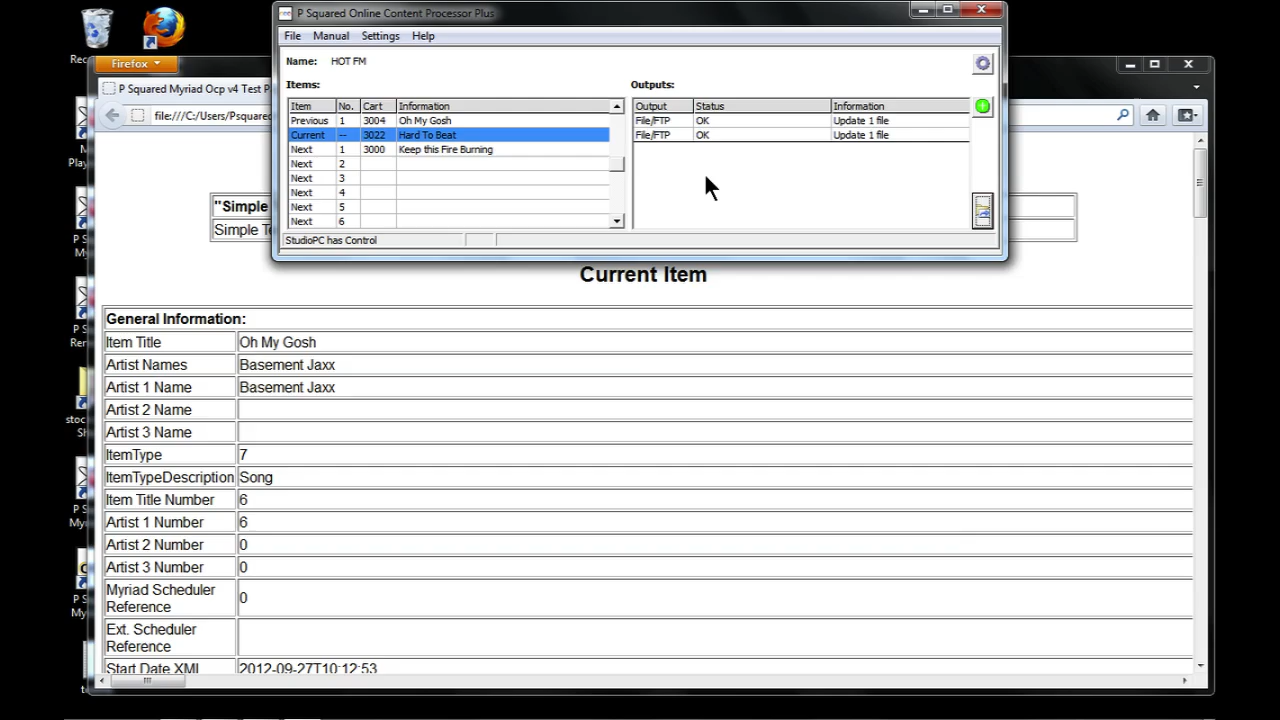 P Squared Online Content Processor Plus
File Manual Settings Help
Name: HOT FM
Items:
Outputs:
Item No. Cart Information
Previous 1 3004 Oh My Gosh
Current -- 3022 Hard To Beat
Next 1 3000 Keep this Fire Burning
Next 2
Next 3
Next 4
Next 5
Next 6
Output Status Information
File/FTP OK Update 1 file
File/FTP OK Update 1 file
StudioPC has Control
Firefox
P Squared Myriad Ocp v4 Test P
file:///C:/Users/Psquared
"Simple
Simple Te
Current Item
General Information:
Item Title Oh My Gosh
Artist Names Basement Jaxx
Artist 1 Name Basement Jaxx
Artist 2 Name
Artist 3 Name
ItemType 7
ItemTypeDescription Song
Item Title Number 6
Artist 1 Number 6
Artist 2 Number 0
Artist 3 Number 0
Myriad Scheduler
Reference 0
Ext. Scheduler
Reference
Start Date XML 2012-09-27T10:12:53